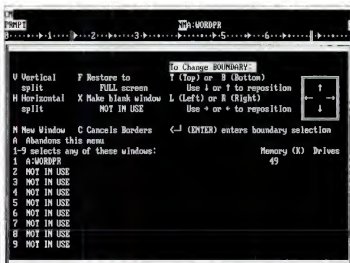 PRMPT
A:WORDPR
To Change BOUNDARY:
V Vertical split F Restore to FULL screen T (Top) or B (Bottom)
Use ↓ or ↑ to reposition
H Horizontal split X Make blank window NOT IN USE L (Left) or R (Right)
Use → or ← to reposition
N New Window C Cancels Borders <─┘ (ENTER) enters boundary selection
A Abandons this menu
1-9 selects any of these windows: Memory (K) Drives
1 A:WORDPR 49
2 NOT IN USE
3 NOT IN USE
4 NOT IN USE
5 NOT IN USE
6 NOT IN USE
7 NOT IN USE
8 NOT IN USE
9 NOT IN USE